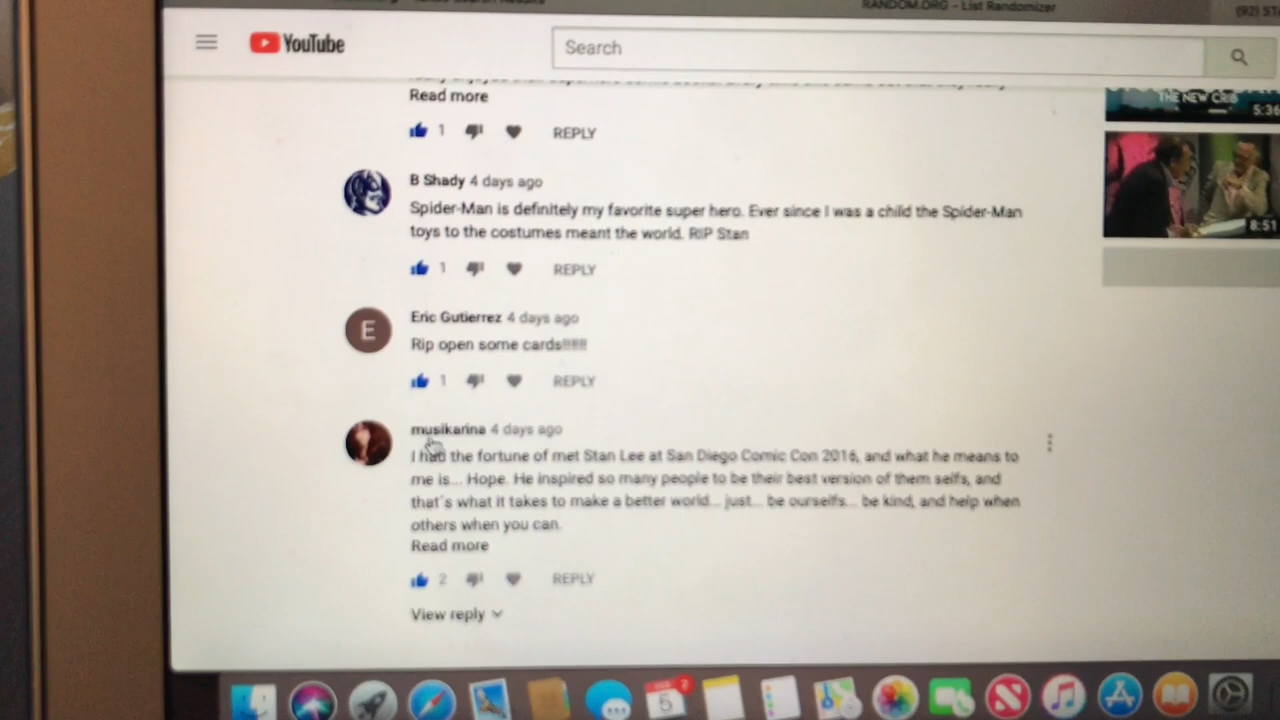 RANDOM.ORG - List Randomizer
(92) ST
YouTube
Search
THE NEW CRIB
5:36
Read more
1
REPLY
8:51
B Shady 4 days ago
Spider-Man is definitely my favorite super hero. Ever since I was a child the Spider-Man
toys to the costumes meant the world. RIP Stan
1
REPLY
E
Eric Gutierrez 4 days ago
Rip open some cards!!!!!!!
1
REPLY
musikarina 4 days ago
I had the fortune of met Stan Lee at San Diego Comic Con 2016, and what he means to
me is... Hope. He inspired so many people to be their best version of them selfs, and
that´s what it takes to make a better world... just... be ourselfs... be kind, and help when
others when you can.
Read more
2
REPLY
View reply
5